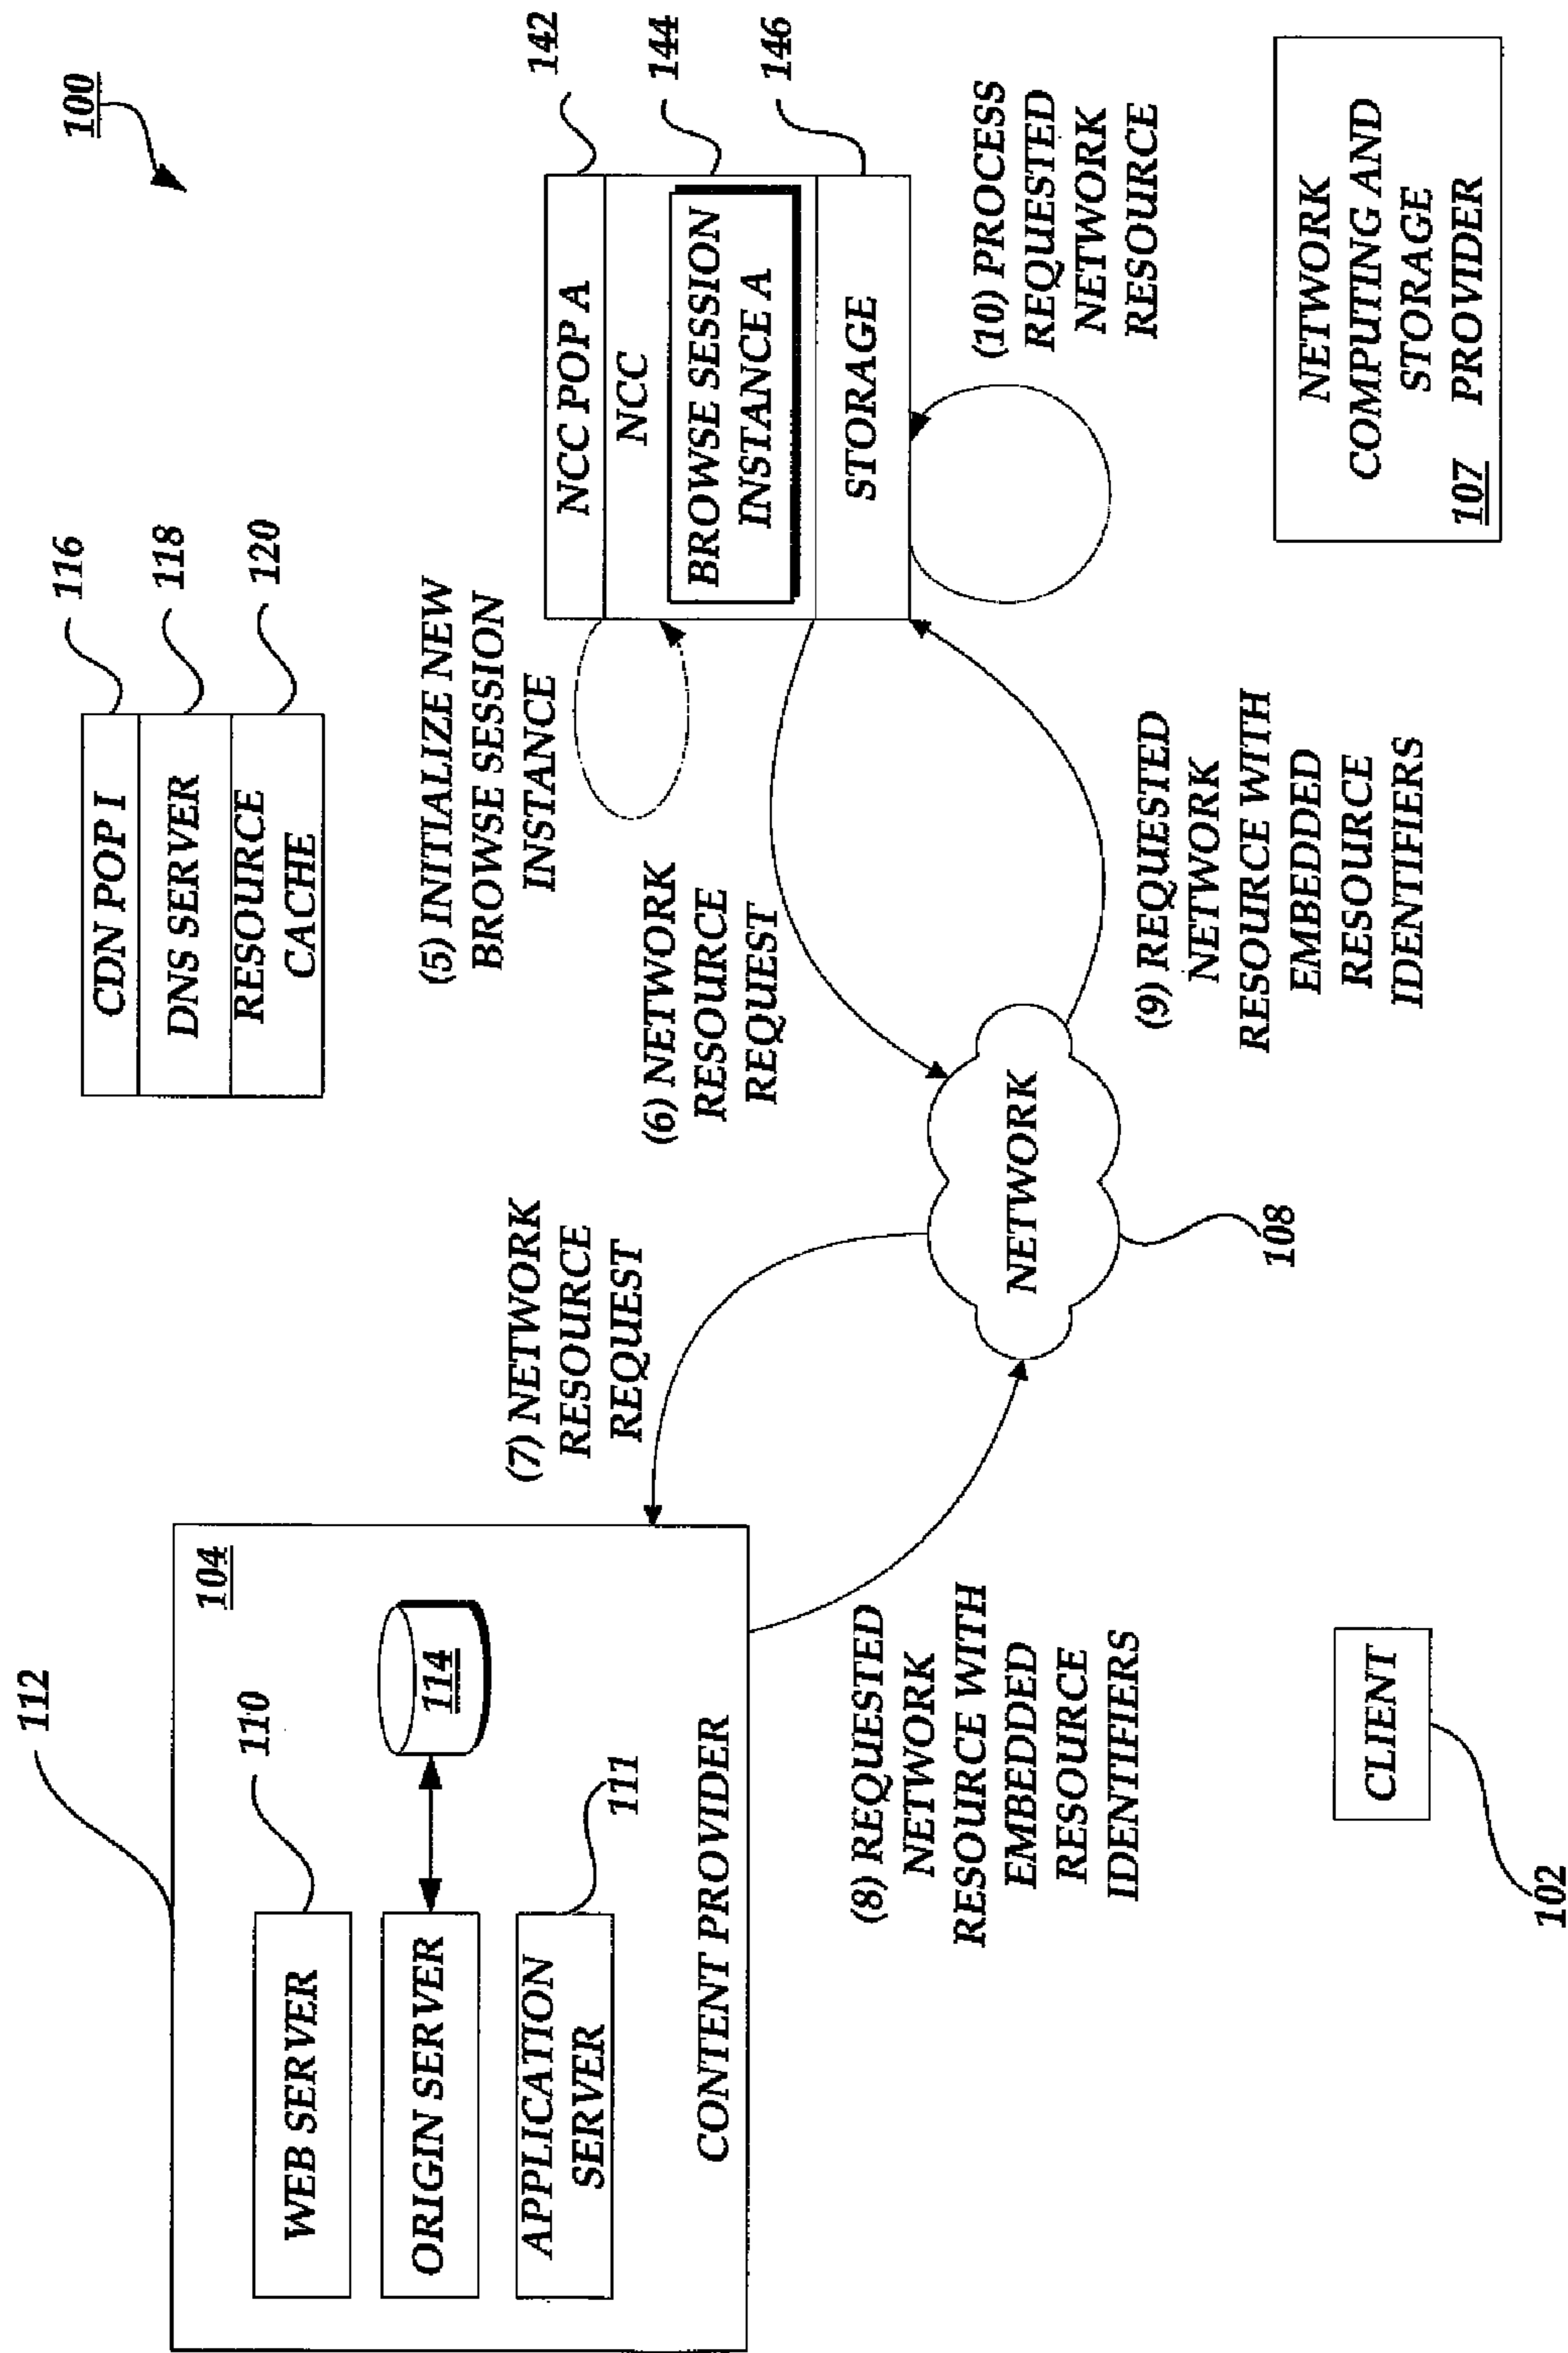 100
112
104
110
WEB SERVER
ORIGIN SERVER
114
APPLICATION
SERVER
111
CONTENT PROVIDER
116
118
120
CDN POP I
DNS SERVER
RESOURCE
CACHE
(5) INITIALIZE NEW
BROWSE SESSION
INSTANCE
142
144
146
NCC POP A
NCC
BROWSE SESSION
INSTANCE A
STORAGE
(6) NETWORK
RESOURCE
REQUEST
(7) NETWORK
RESOURCE
REQUEST
NETWORK
108
(8) REQUESTED
NETWORK
RESOURCE WITH
EMBEDDED
RESOURCE
IDENTIFIERS
(9) REQUESTED
NETWORK
RESOURCE WITH
EMBEDDED
RESOURCE
IDENTIFIERS
(10) PROCESS
REQUESTED
NETWORK
RESOURCE
CLIENT
102
NETWORK
COMPUTING AND
STORAGE
107 PROVIDER